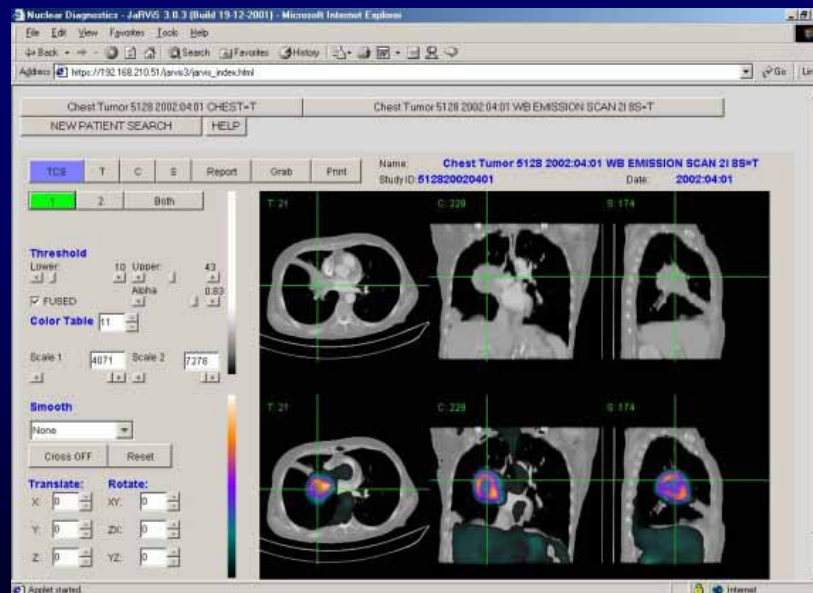 Nuclear Diagnostics - JaRViS 3.0.3 (Build 19-12-2001) - Microsoft Internet Explorer
File Edit View Favorites Tools Help
Back Search Favorites History
Address https://192.168.210.51/jarvis3/jarvis_index.html Go
Chest Tumor 5128 2002:04:01 CHEST=T Chest Tumor 5128 2002:04:01 WB EMISSION SCAN 2I 8S=T
NEW PATIENT SEARCH HELP
TCS T C S Report Grab Print
Name: Chest Tumor 5128 2002:04:01 WB EMISSION SCAN 2I 8S=T
Study ID: 512820020401 Date: 2002:04:01
1 2 Both
T: 21 C: 229 S: 174
Threshold
Lower: 10 Upper: 43
Alpha 0.83
FUSED
Color Table 11
Scale 1 4071 Scale 2 7278
Smooth
None
Cross OFF Reset
T: 21 C: 229 S: 174
Translate: Rotate:
X: 0 XY: 0
Y: 0 ZX: 0
Z: 0 YZ: 0
Applet started. Internet